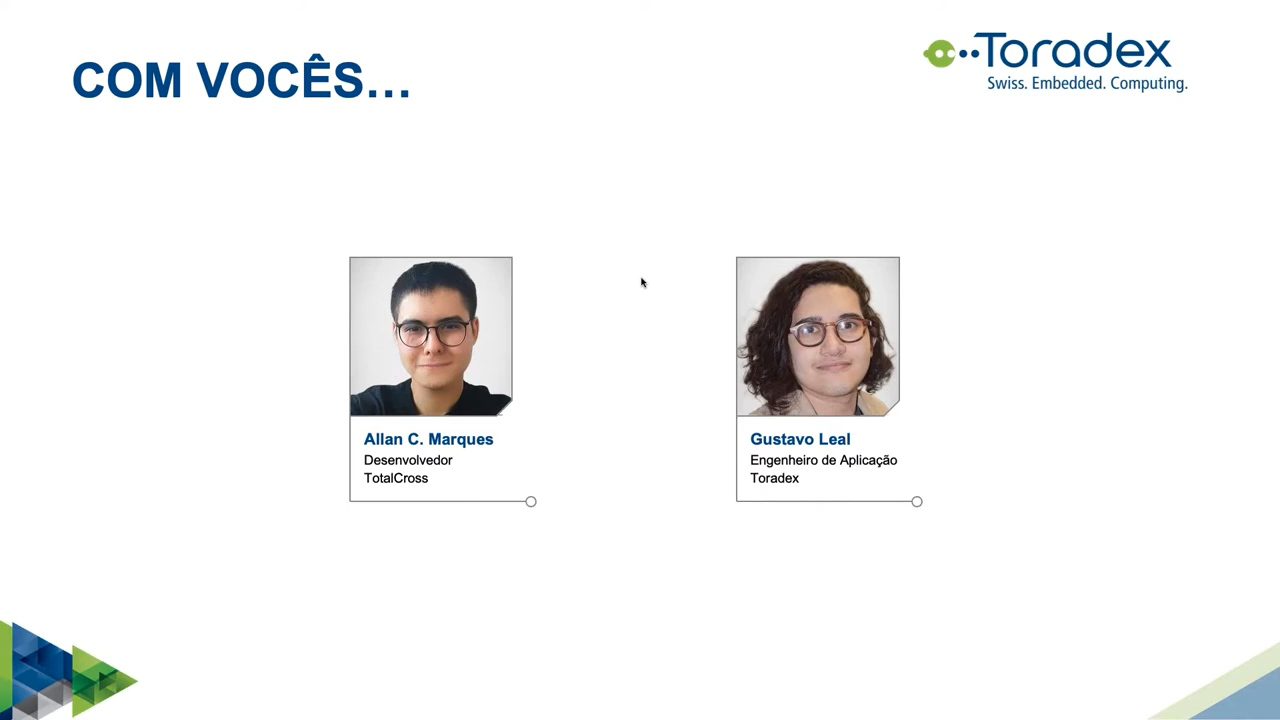 COM VOCÊS...
Toradex
Swiss. Embedded. Computing.
Allan C. Marques
Desenvolvedor
TotalCross
Gustavo Leal
Engenheiro de Aplicação
Toradex